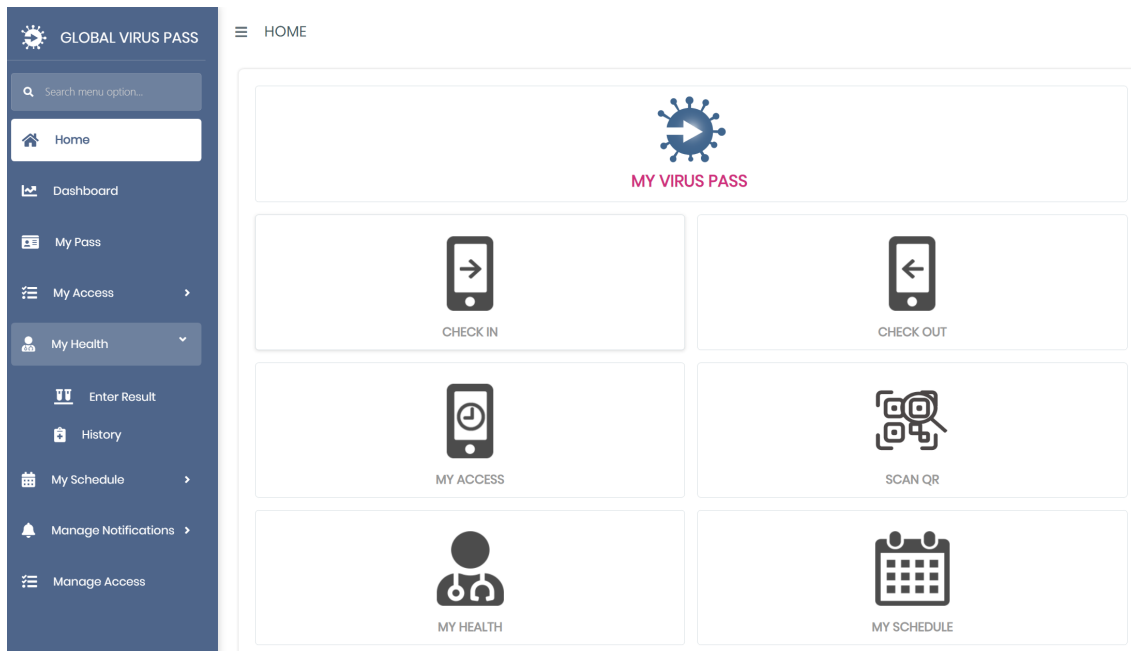 GLOBAL VIRUS PASS
Search menu option...
Home
Dashboard
My Pass
My Access
My Health
Enter Result
History
My Schedule
Manage Notifications
Manage Access
HOME
MY VIRUS PASS
CHECK IN
CHECK OUT
MY ACCESS
SCAN QR
MY HEALTH
MY SCHEDULE